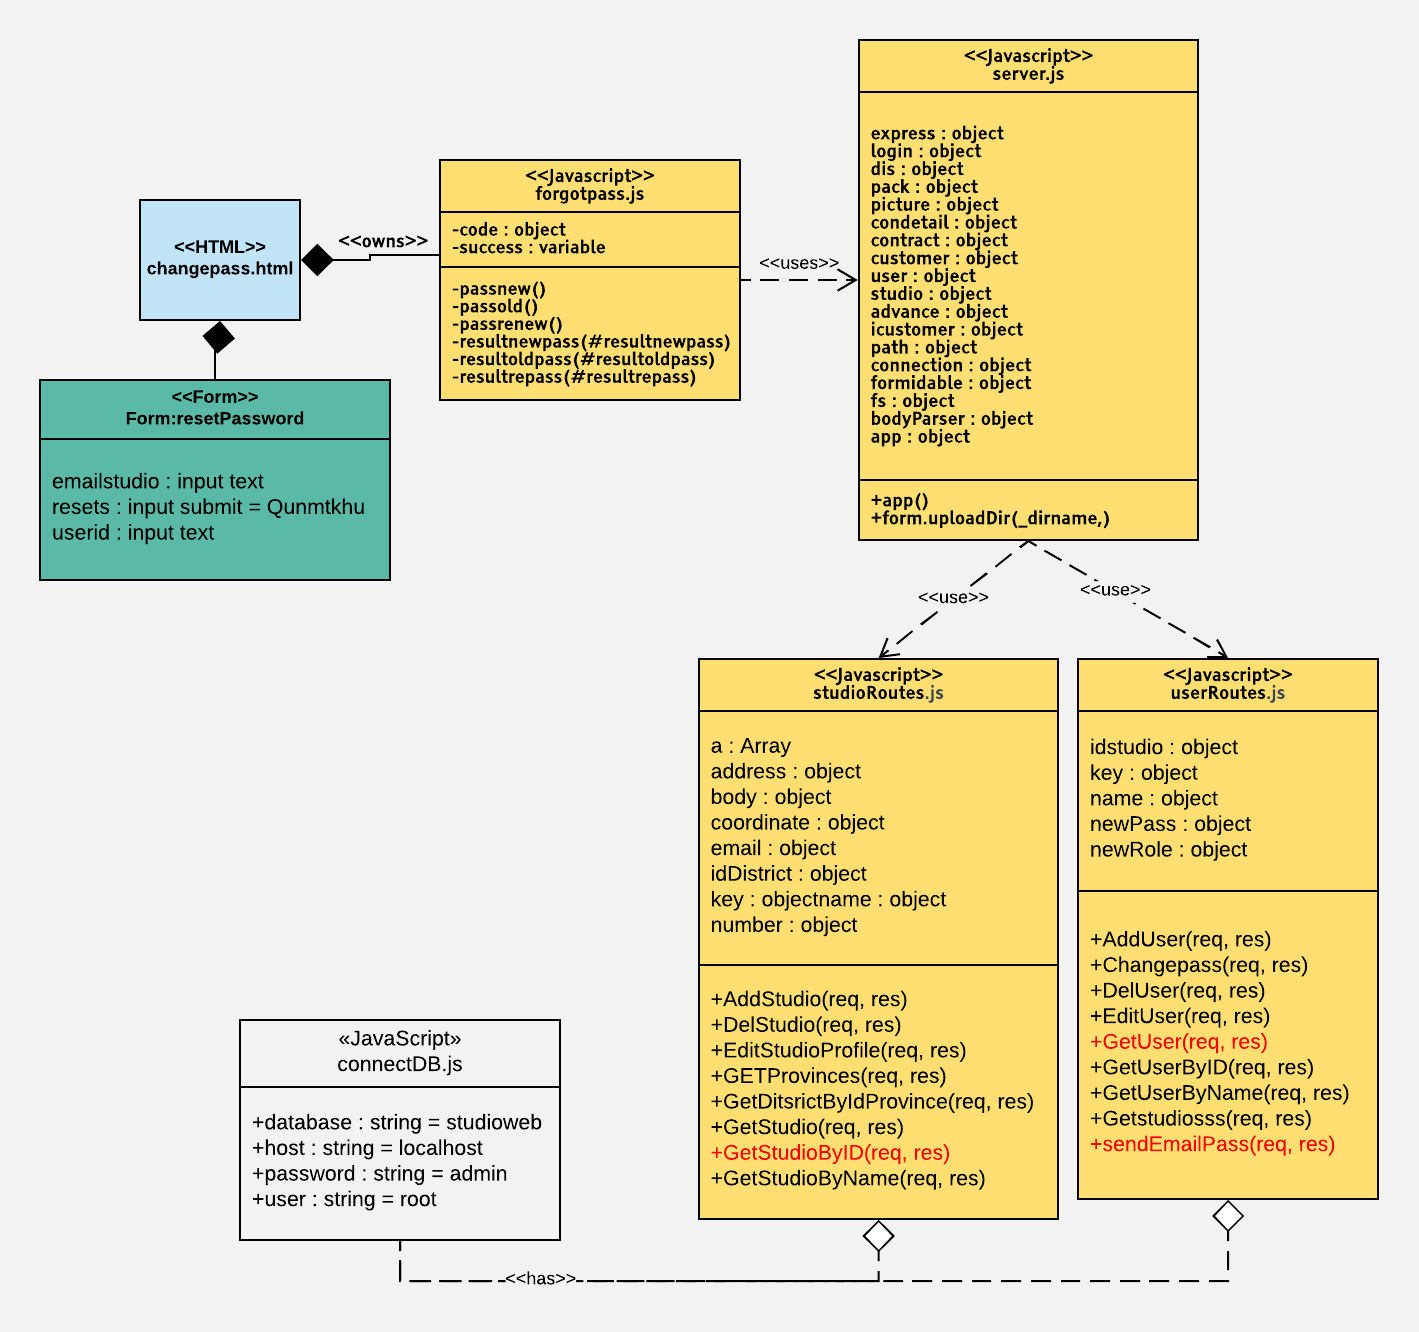 <<Javascript>>
server.js
express : object
login : object
dis : object
pack : object
picture : object
condetail : object
contract : object
customer : object
user : object
studio : object
advance : object
icustomer : object
path : object
connection : object
formidable : object
fs : object
bodyParser : object
app : object
+app()
+form.uploadDir(_dirname,)
<<Javascript>>
forgotpass.js
-code : object
-success : variable
-passnew()
-passold()
-passrenew()
-resultnewpass(#resultnewpass)
-resultoldpass(#resultoldpass)
-resultrepass(#resultrepass)
<<uses>>
<<owns>>
<<HTML>>
changepass.html
<<Form>>
Form:resetPassword
emailstudio : input text
resets : input submit = Qunmtkhu
userid : input text
<<use>>
<<use>>
<<Javascript>>
studioRoutes.js
a : Array
address : object
body : object
coordinate : object
email : object
idDistrict : object
key : objectname : object
number : object
+AddStudio(req, res)
+DelStudio(req, res)
+EditStudioProfile(req, res)
+GETProvinces(req, res)
+GetDitsrictByIdProvince(req, res)
+GetStudio(req, res)
+GetStudioByID(req, res)
+GetStudioByName(req, res)
<<Javascript>>
userRoutes.js
idstudio : object
key : object
name : object
newPass : object
newRole : object
+AddUser(req, res)
+Changepass(req, res)
+DelUser(req, res)
+EditUser(req, res)
+GetUser(req, res)
+GetUserByID(req, res)
+GetUserByName(req, res)
+Getstudiosss(req, res)
+sendEmailPass(req, res)
«JavaScript»
connectDB.js
+database : string = studioweb
+host : string = localhost
+password : string = admin
+user : string = root
<<has>>